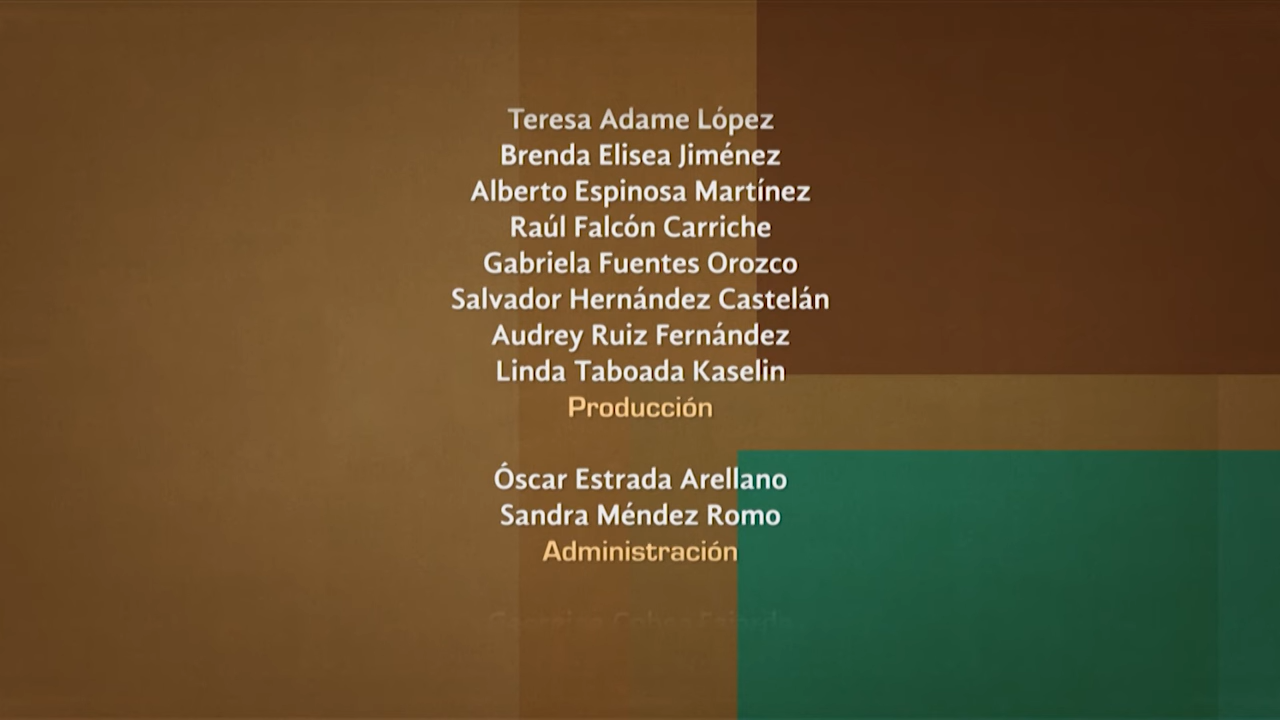 Teresa Adame López
Brenda Elisea Jiménez
Alberto Espinosa Martínez
Raúl Falcón Carriche
Gabriela Fuentes Orozco
Salvador Hernández Castelán
Audrey Ruiz Fernández
Linda Taboada Kaselin
Producción
Óscar Estrada Arellano
Sandra Méndez Romo
Administración